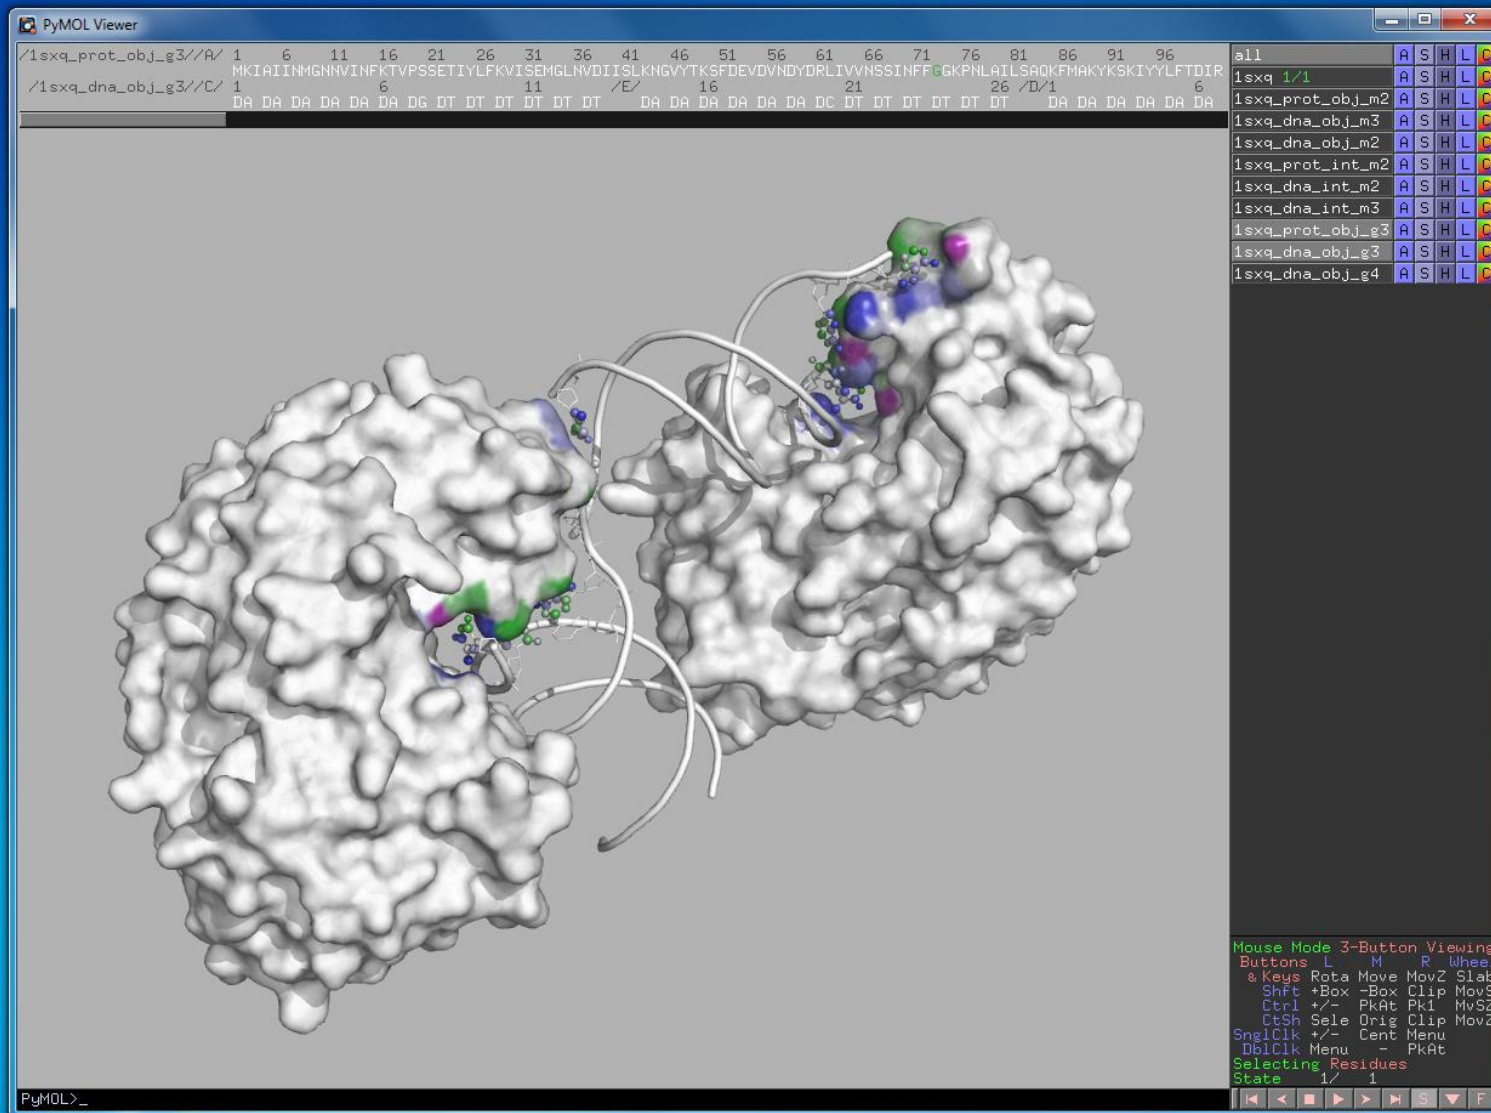 PyMOL Viewer
/1sxq_prot_obj_g3//A/ 1 6 11 16 21 26 31 36 41 46 51 56 61 66 71 76 81 86 91 96
MKIAIINMGNNVINFKTVPSSETIYLFKVISEMGLNVDIISLKNGVYTKSFDEVDVNDYDRLIVVNSSINFFGGKPNLAILSAQKFMAKYKSKIYYLFTDIR
/1sxq_dna_obj_g3//C/ 1 6 11 /E/ 16 21 26 /D/1 6
DA DA DA DA DA DA DG DT DT DT DT DT DT DA DA DA DA DA DA DC DT DT DT DT DT DT DA DA DA DA DA DA
all A S H L C
1sxq 1/1 A S H L C
1sxq_prot_obj_m2 A S H L C
1sxq_dna_obj_m3 A S H L C
1sxq_dna_obj_m2 A S H L C
1sxq_prot_int_m2 A S H L C
1sxq_dna_int_m2 A S H L C
1sxq_dna_int_m3 A S H L C
1sxq_prot_obj_g3 A S H L C
1sxq_dna_obj_g3 A S H L C
1sxq_dna_obj_g4 A S H L C
Mouse Mode 3-Button Viewing
Buttons L M R Whee
& Keys Rota Move MovZ Slab
Shft +Box -Box Clip MovS
Ctrl +/- PkAt Pk1 MvSZ
CtSh Sele Orig Clip MovZ
SnglClk +/- Cent Menu
DblClk Menu - PkAt
Selecting Residues
State 1/ 1
PyMOL>_
S F